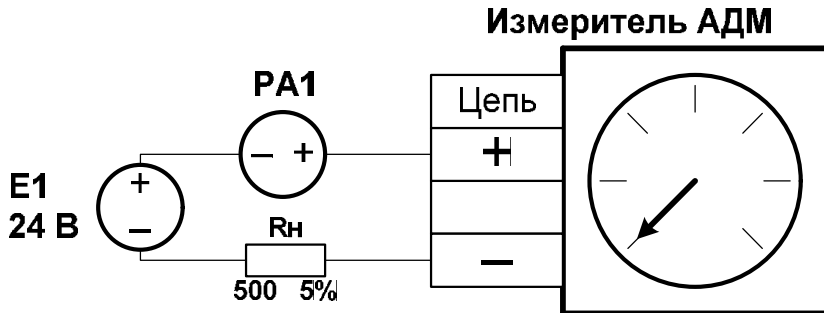 Измеритель АДМ
PA1
Цепь
– +
+
E1
24 В
+
–
Rн
500 5%
–